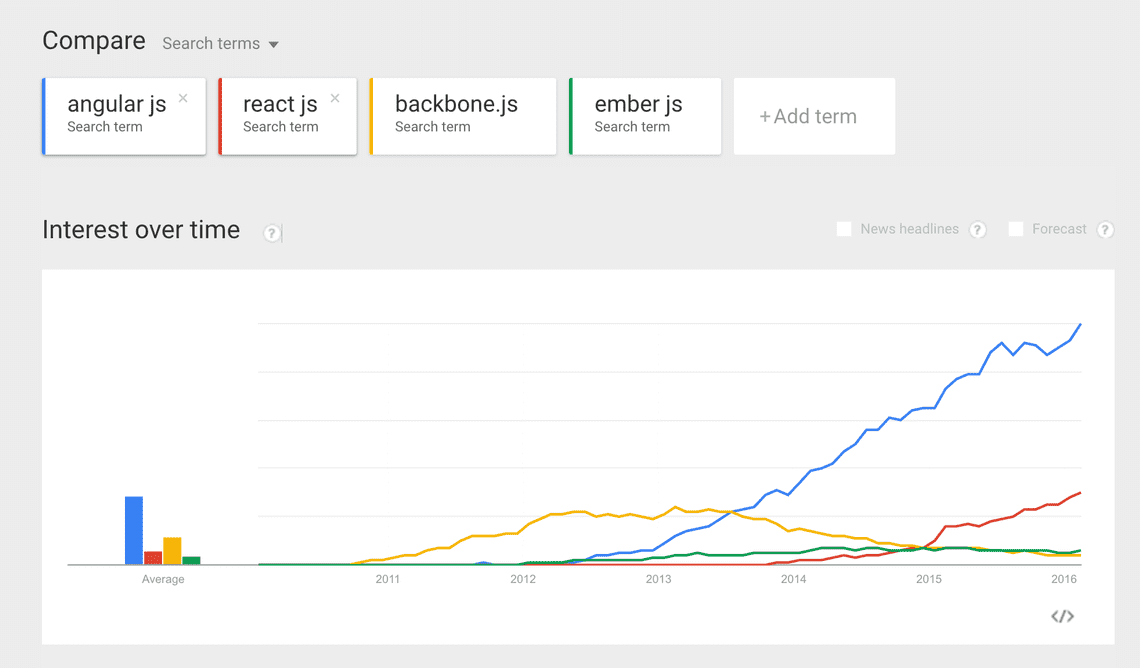 Compare Search terms
angular js × react js × backbone.js ember js +Add term
Search term Search term Search term Search term
Interest over time ? News headlines ? Forecast ?
Average 2011 2012 2013 2014 2015 2016
</>